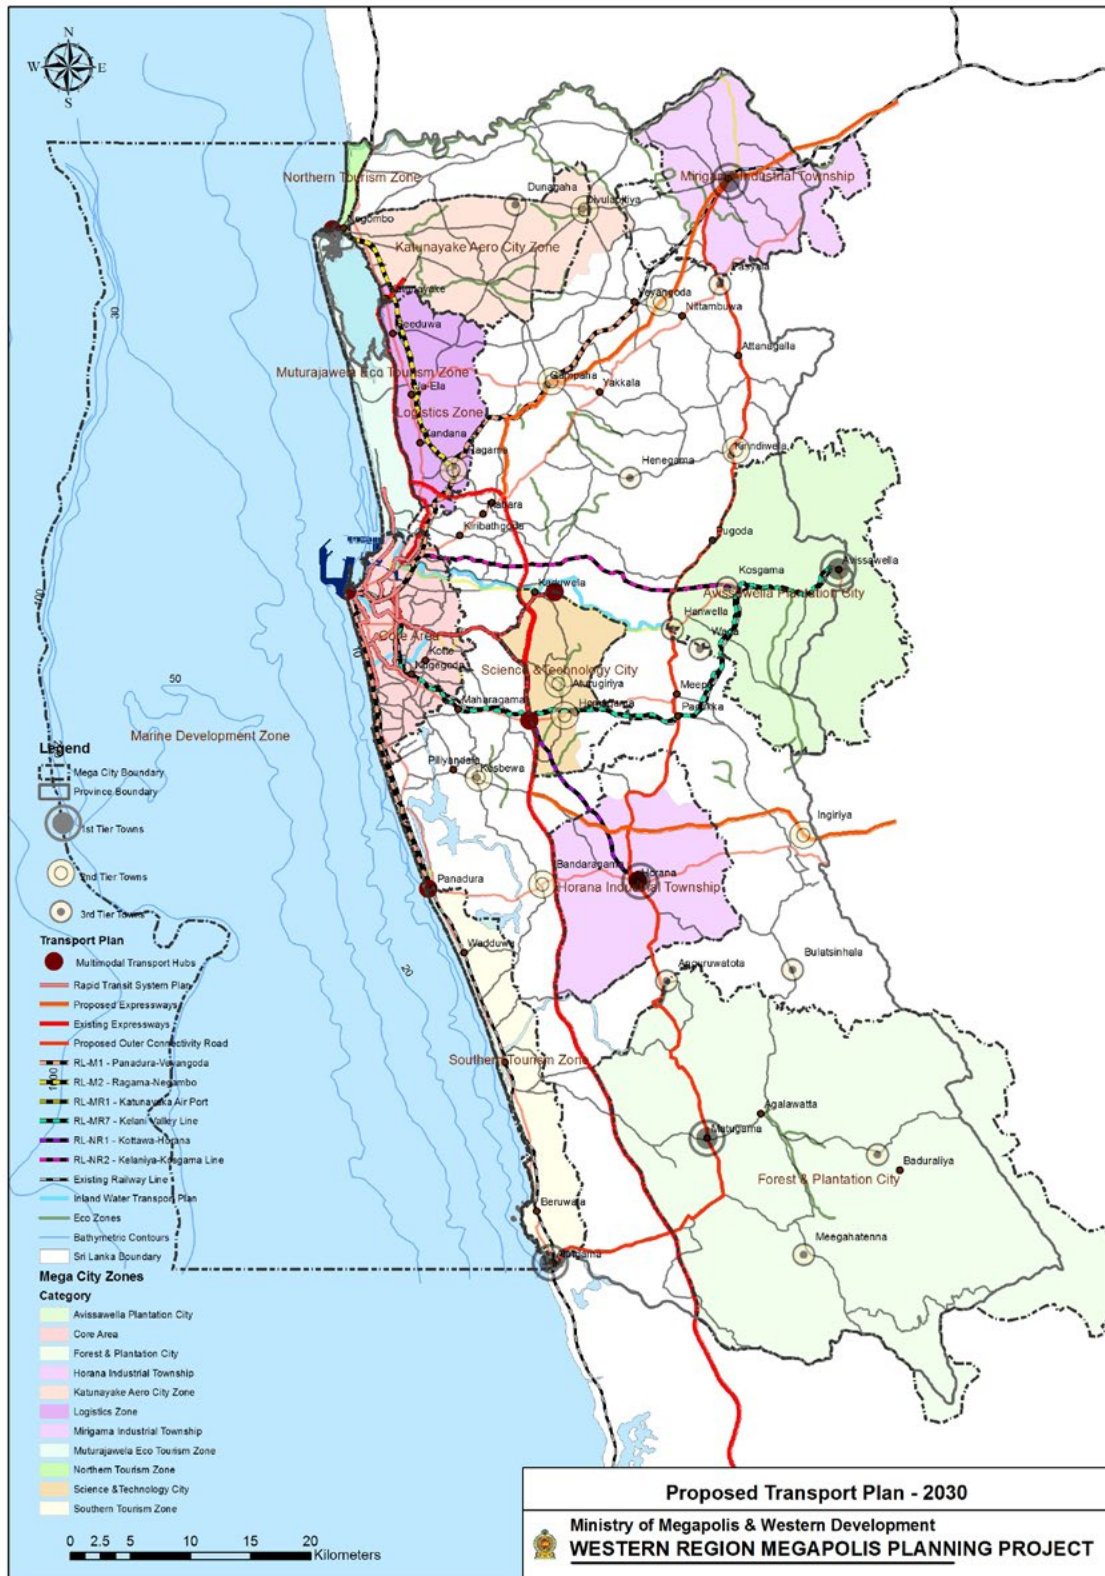 N
W
E
S
Northern Tourism Zone
Dunagaha
Divulapitiya
Mirigama Industrial Township
Negombo
Katunayake Aero City Zone
Katunayake
Pasyala
Veyangoda
Nittambuwa
30
Seeduwa
Attanagalla
Muturajawela Eco Tourism Zone
Gampaha
Ja-Ela
Yakkala
Logistics Zone
Kandana
Ragama
Kirindiwela
Henegama
Mahara
Kiribathgoda
Pugoda
Avissawella
Kosgama
Kaduwela
Avissawella Plantation City
100
Hanwella
Core Area
Waga
Kotte
10
Nugegoda
Science &Technology City
50
Athurugiriya
Meepe
Maharagama
Homagama
Padukka
Marine Development Zone
Piliyandala
Kesbewa
Ingiriya
Bandaragama
Panadura
Horana
Horana Industrial Township
Wadduwa
Bulatsinhala
20
Southern Tourism Zone
Agalawatta
Matugama
Baduraliya
Forest & Plantation City
Beruwala
Meegahatenna
Legend
Mega City Boundary
Province Boundary
1st Tier Towns
2nd Tier Towns
3rd Tier Towns
Transport Plan
Multimodal Transport Hubs
Rapid Transit System Plan
Proposed Expressways
Existing Expressways
Proposed Outer Connectivity Road
RL-M1 - Panadura-Veyangoda
RL-M2 - Ragama-Negambo
RL-MR1 - Katunayaka Air Port
RL-MR7 - Kelani Valley Line
RL-NR1 - Kottawa-Horana
RL-NR2 - Kelaniya-Kosgama Line
Existing Railway Line
Inland Water Transport Plan
Eco Zones
Bathymetric Contours
Sri Lanka Boundary
Mega City Zones
Category
Avissawella Plantation City
Core Area
Forest & Plantation City
Horana Industrial Township
Katunayake Aero City Zone
Logistics Zone
Mirigama Industrial Township
Muturajawela Eco Tourism Zone
Northern Tourism Zone
Science &Technology City
Southern Tourism Zone
0 2.5 5 10 15 20
Kilometers
Proposed Transport Plan - 2030
Ministry of Megapolis & Western Development
WESTERN REGION MEGAPOLIS PLANNING PROJECT